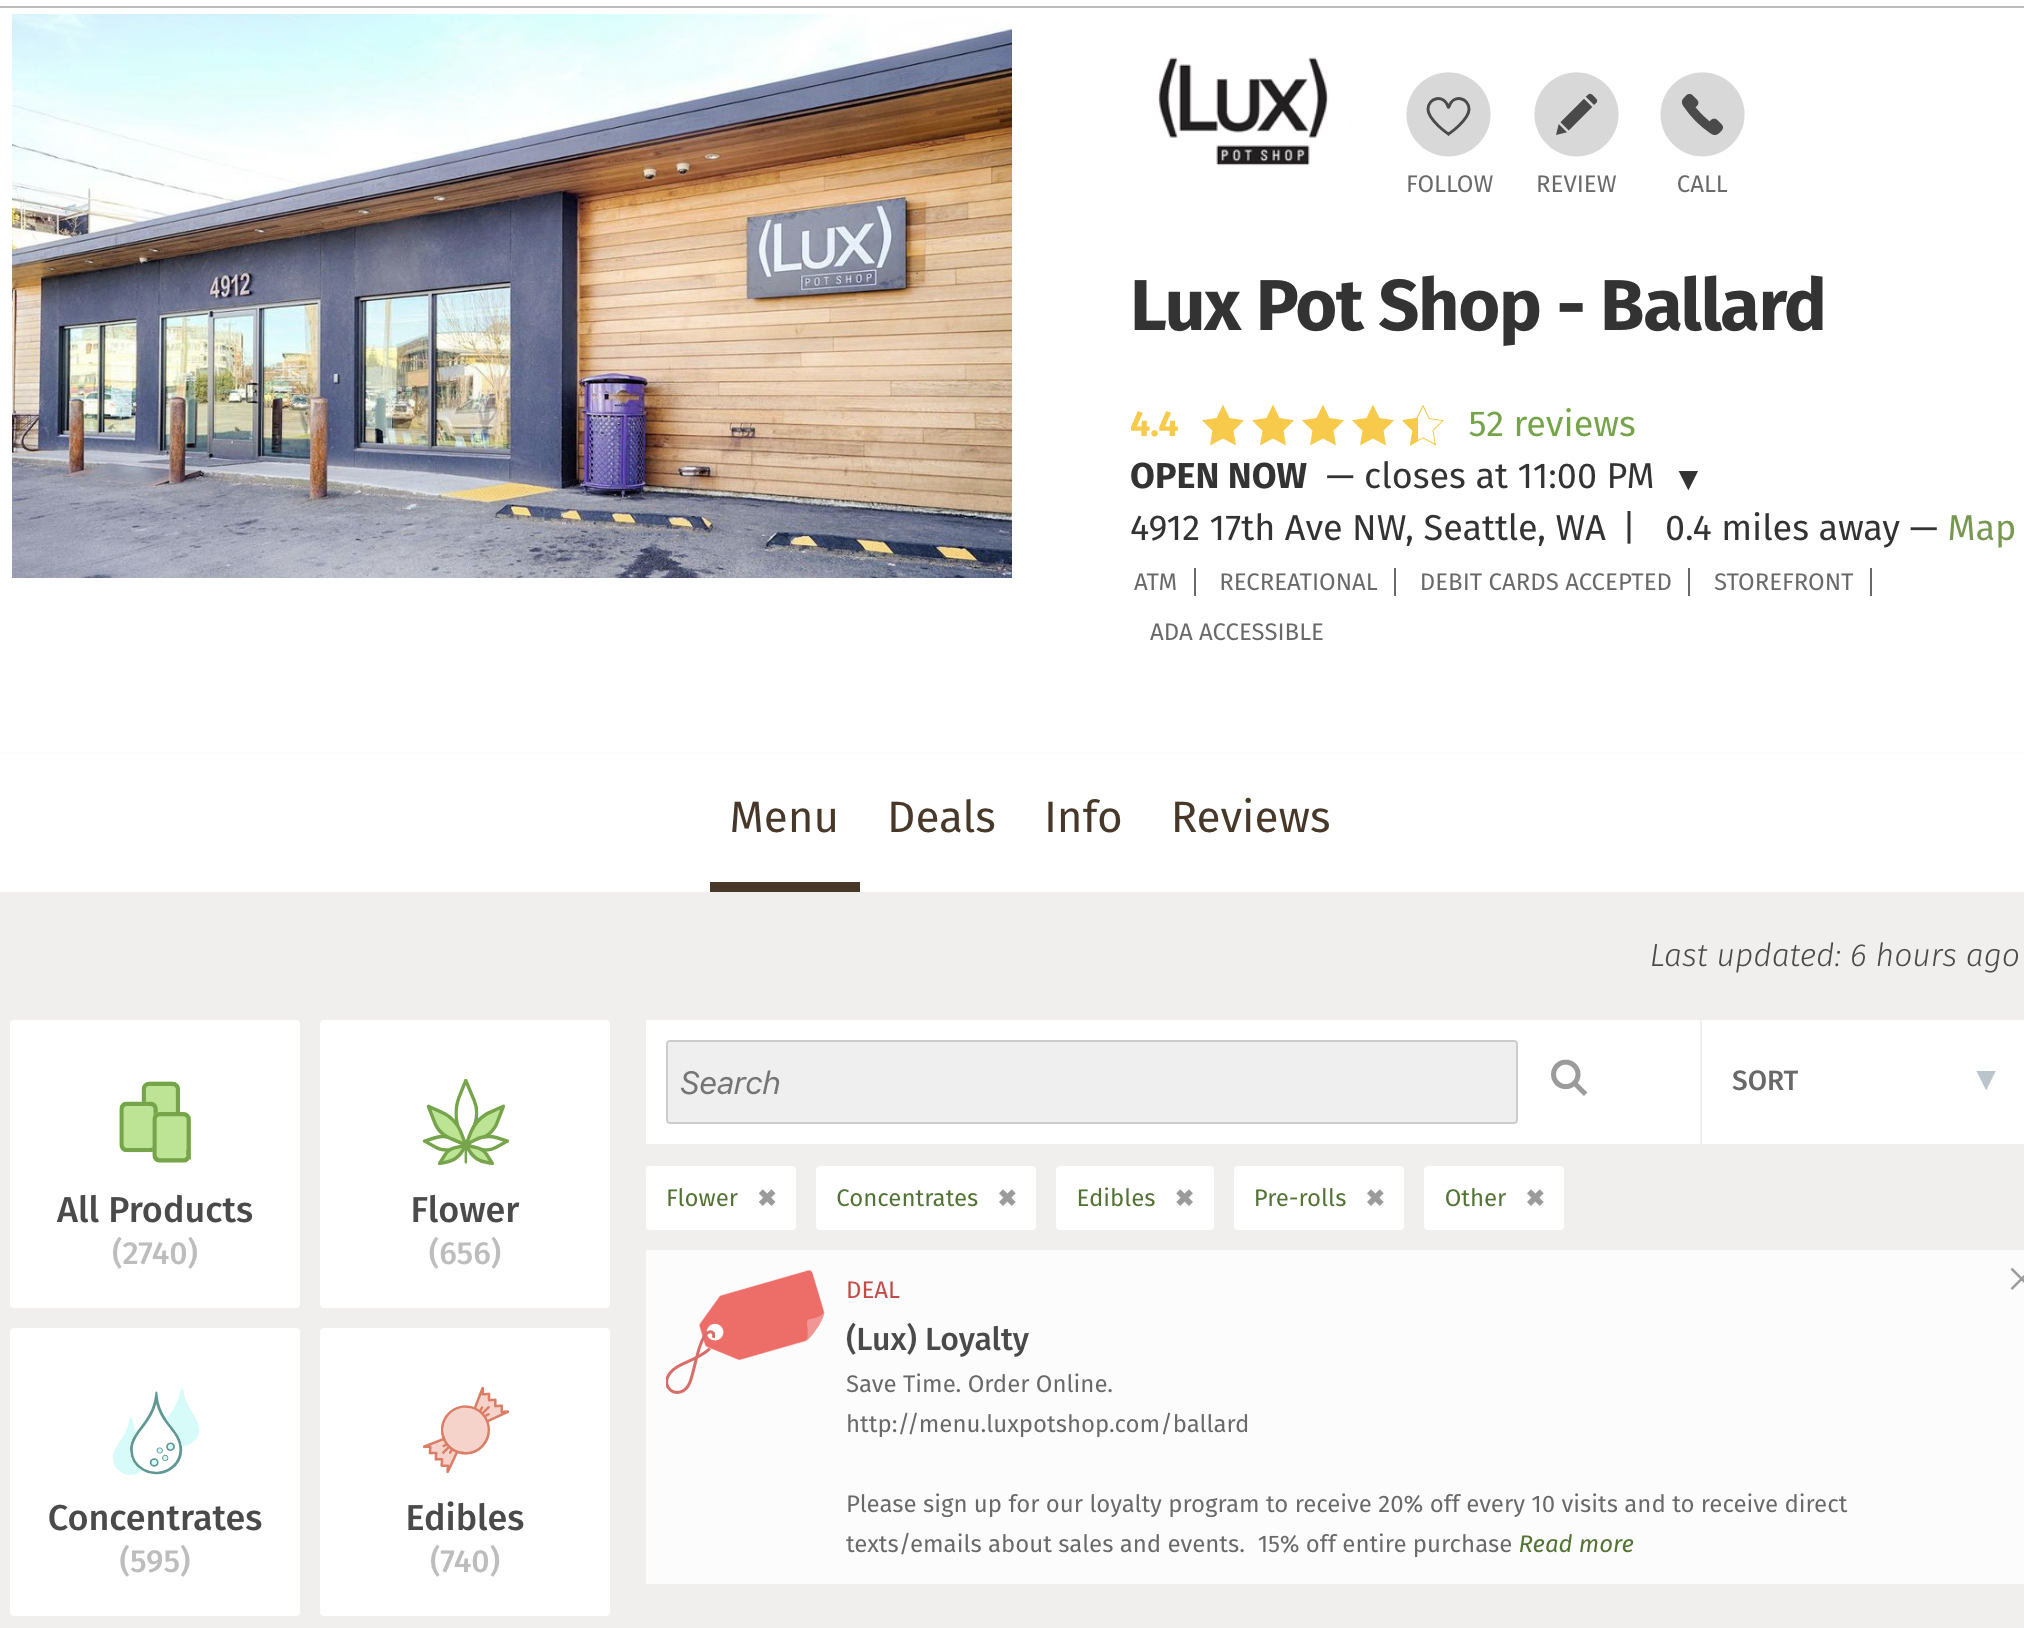 4912
(LUX)
POT SHOP
(LUX)
POT SHOP
FOLLOW
REVIEW
CALL
Lux Pot Shop - Ballard
4.4 52 reviews
OPEN NOW — closes at 11:00 PM ▼
4912 17th Ave NW, Seattle, WA | 0.4 miles away — Map
ATM | RECREATIONAL | DEBIT CARDS ACCEPTED | STOREFRONT |
ADA ACCESSIBLE
Menu Deals Info Reviews
Last updated: 6 hours ago
All Products
(2740)
Flower
(656)
Concentrates
(595)
Edibles
(740)
Search
SORT ▼
Flower ✖ Concentrates ✖ Edibles ✖ Pre-rolls ✖ Other ✖
DEAL
(Lux) Loyalty
Save Time. Order Online.
http://menu.luxpotshop.com/ballard
Please sign up for our loyalty program to receive 20% off every 10 visits and to receive direct
texts/emails about sales and events. 15% off entire purchase Read more